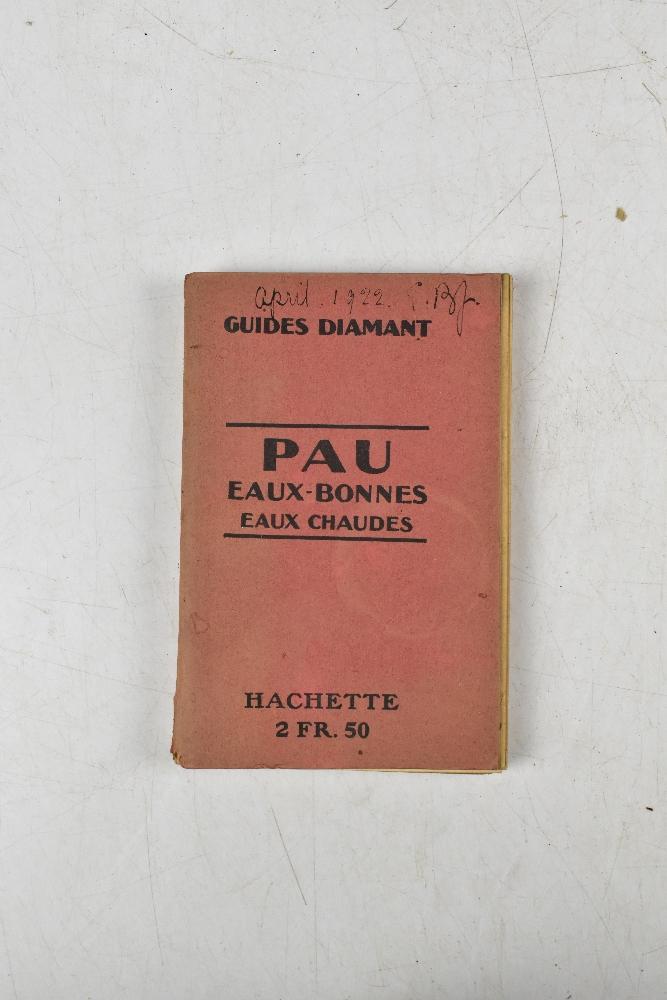 April. 1922.
GUIDES DIAMANT
PAU
EAUX-BONNES
EAUX CHAUDES
HACHETTE
2 FR. 50